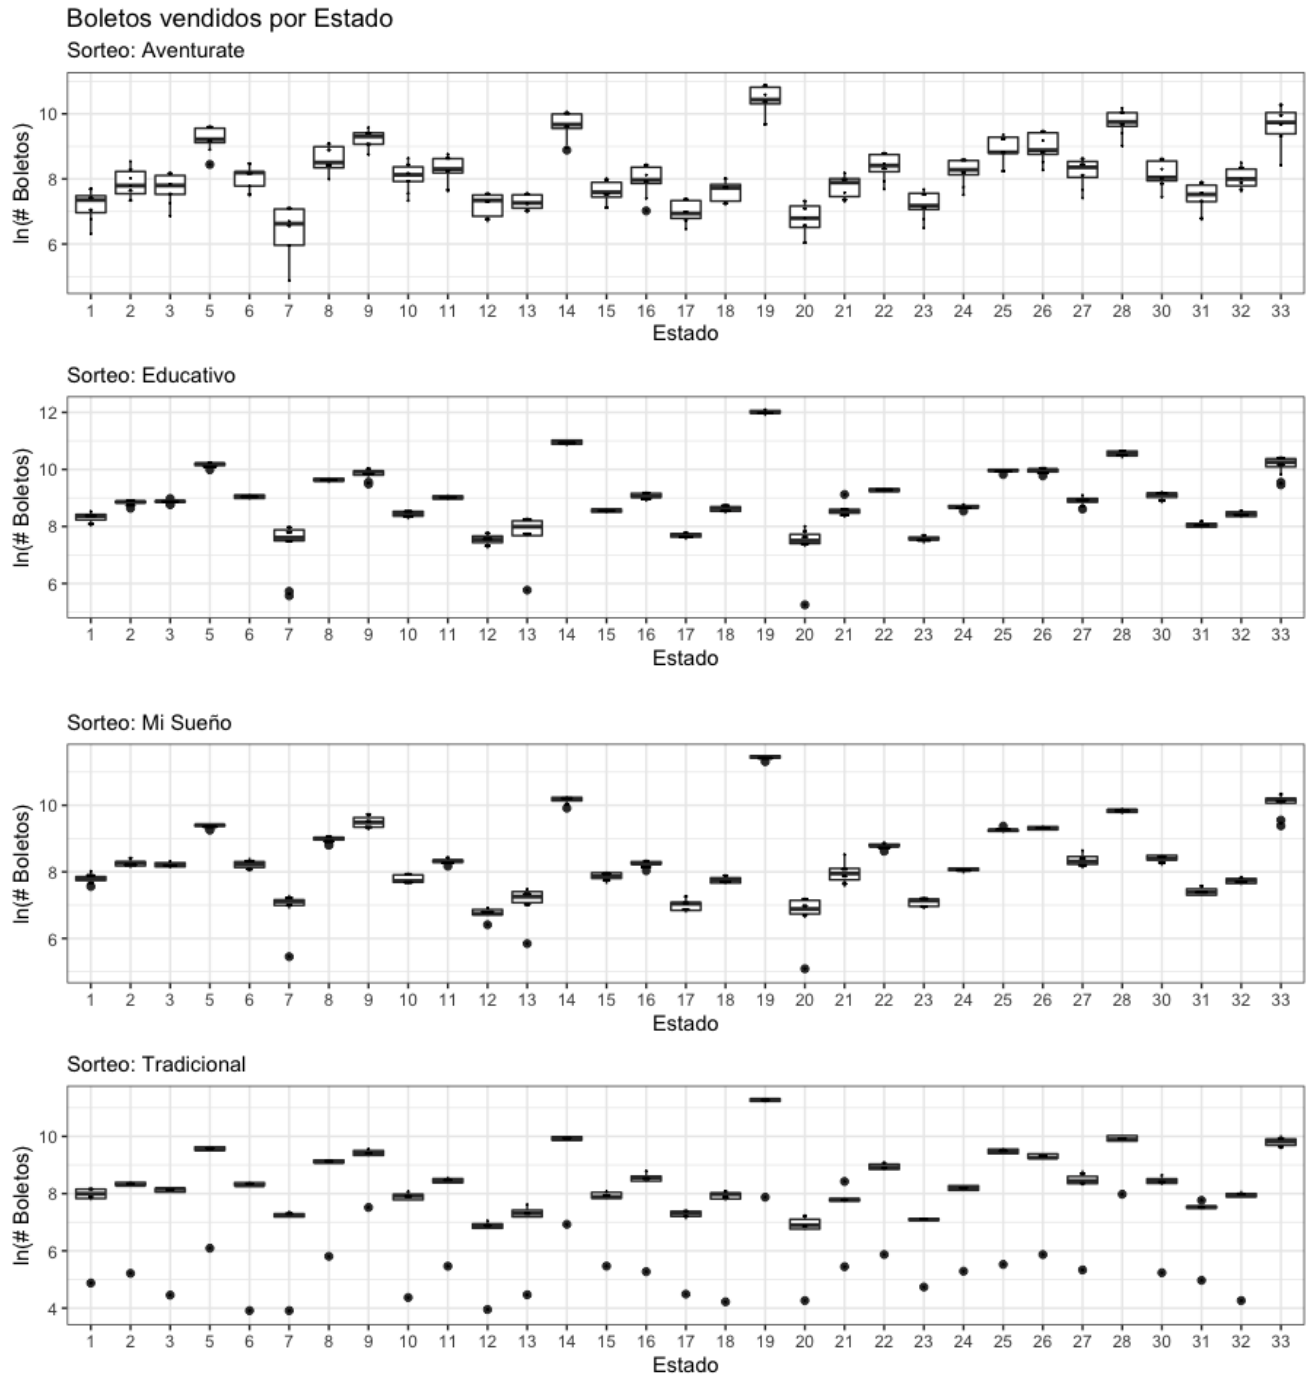 Boletos vendidos por Estado
Sorteo: Aventurate
ln(# Boletos)
10
8
6
1 2 3 5 6 7 8 9 10 11 12 13 14 15 16 17 18 19 20 21 22 23 24 25 26 27 28 30 31 32 33
Estado
Sorteo: Educativo
ln(# Boletos)
12
10
8
6
1 2 3 5 6 7 8 9 10 11 12 13 14 15 16 17 18 19 20 21 22 23 24 25 26 27 28 30 31 32 33
Estado
Sorteo: Mi Sueño
ln(# Boletos)
10
8
6
1 2 3 5 6 7 8 9 10 11 12 13 14 15 16 17 18 19 20 21 22 23 24 25 26 27 28 30 31 32 33
Estado
Sorteo: Tradicional
ln(# Boletos)
10
8
6
4
1 2 3 5 6 7 8 9 10 11 12 13 14 15 16 17 18 19 20 21 22 23 24 25 26 27 28 30 31 32 33
Estado